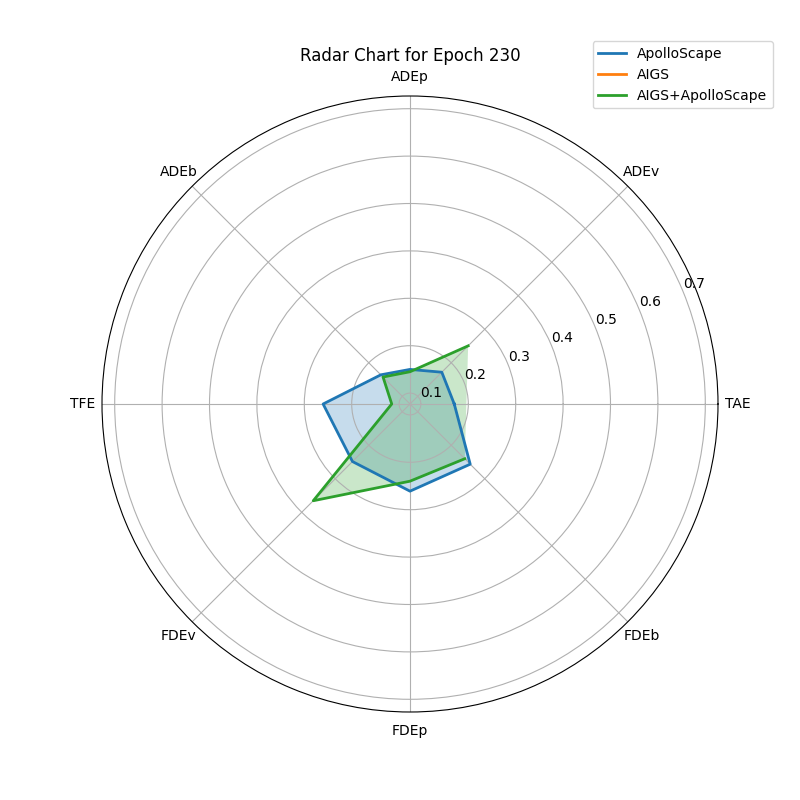 Radar Chart for Epoch 230
ApolloScape
AIGS
AIGS+ApolloScape
ADEp
ADEb
ADEv
0.7
0.6
0.5
0.4
0.3
0.2
0.1
TFE
TAE
FDEv
FDEb
FDEp